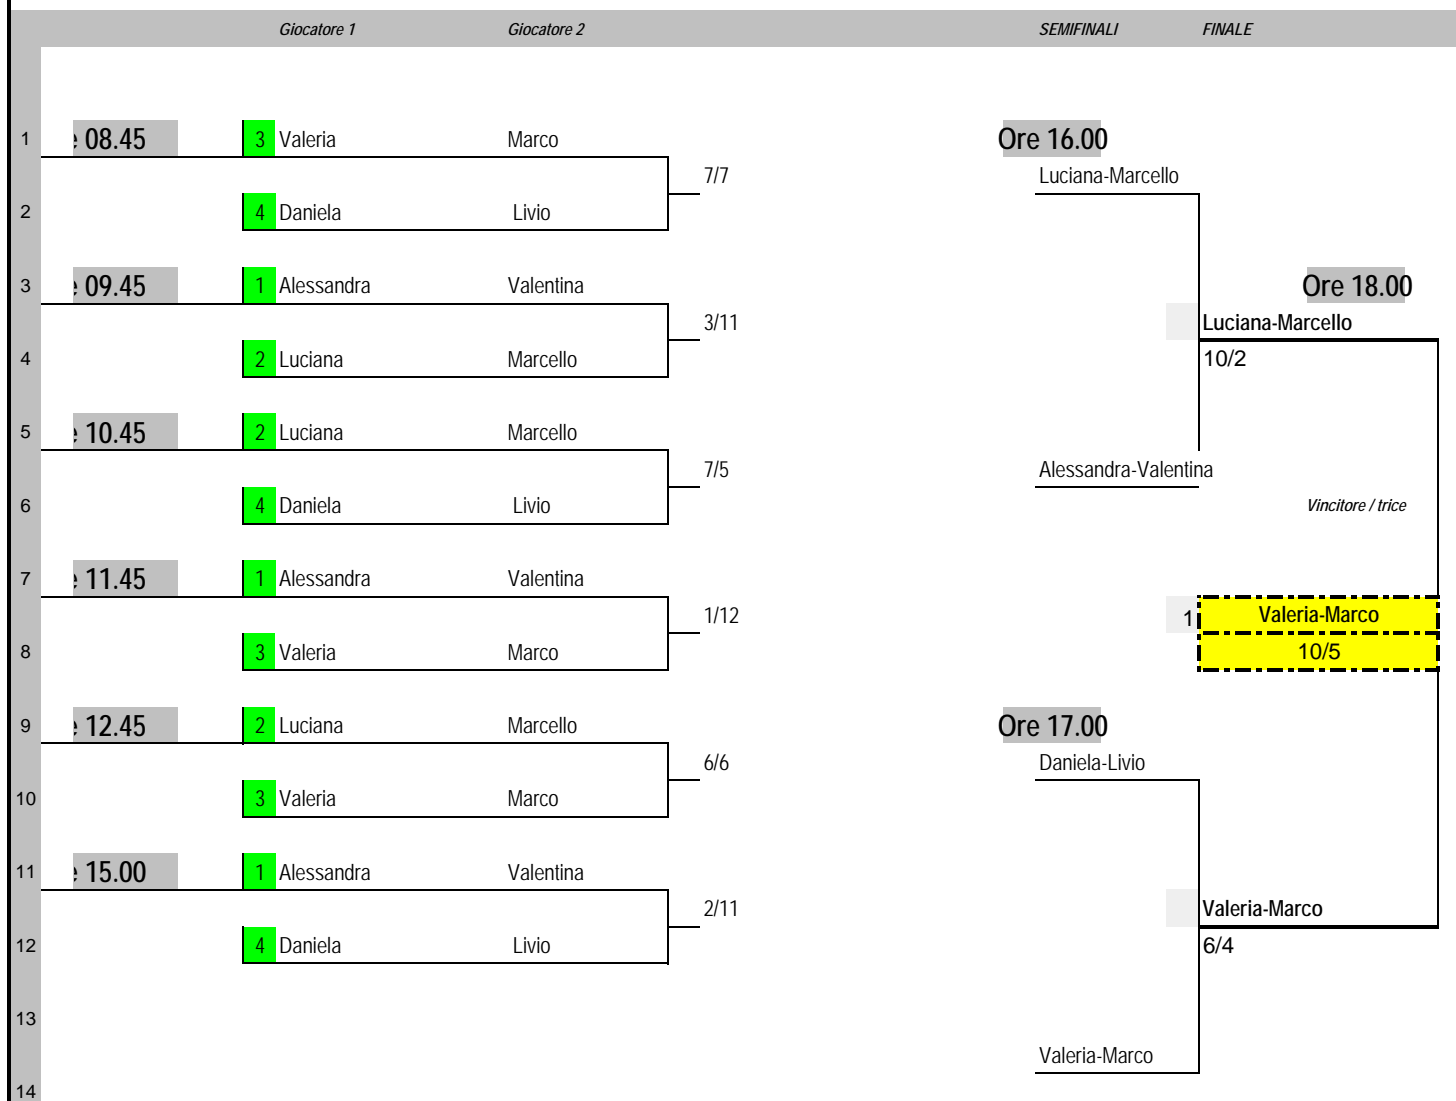 Giocatore 1 Giocatore 2 SEMIFINALI FINALE
1 08.45 3 Valeria Marco Ore 16.00
7/7 Luciana-Marcello
2 4 Daniela Livio
3 09.45 1 Alessandra Valentina Ore 18.00
3/11 Luciana-Marcello
4 2 Luciana Marcello 10/2
5 10.45 2 Luciana Marcello
7/5 Alessandra-Valentina
6 4 Daniela Livio Vincitore / trice
7 11.45 1 Alessandra Valentina
1/12 1 Valeria-Marco
8 3 Valeria Marco 10/5
9 12.45 2 Luciana Marcello Ore 17.00
6/6 Daniela-Livio
10 3 Valeria Marco
11 15.00 1 Alessandra Valentina
2/11 Valeria-Marco
12 4 Daniela Livio 6/4
13
Valeria-Marco
14